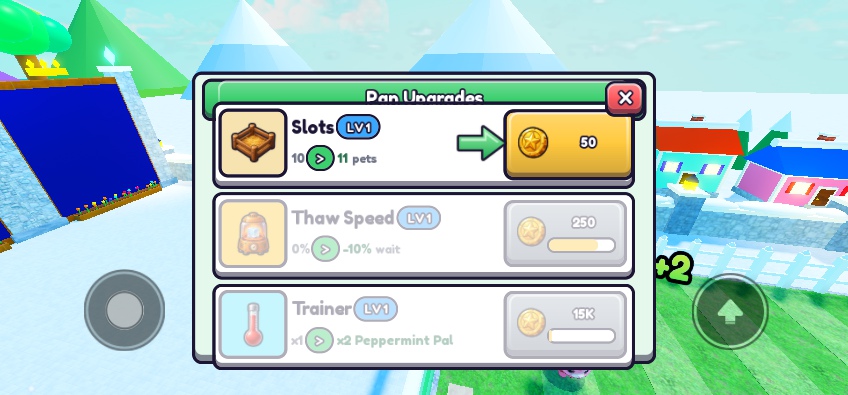 Pan Upgrades
Slots LV1
10 > 11 pets
50
Thaw Speed LV1
0% > -10% wait
250
Trainer LV1
x1 > x2 Peppermint Pal
15K
+2